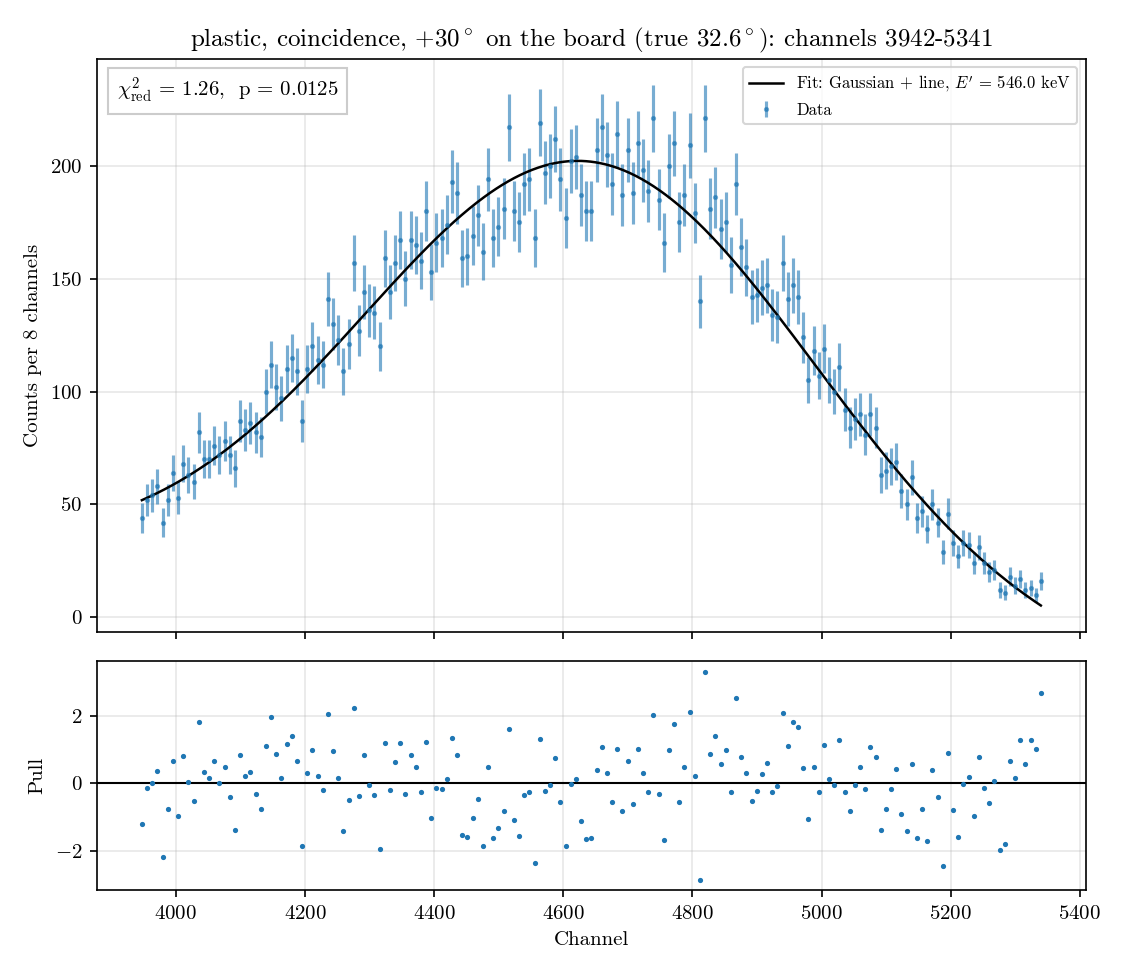 plastic, coincidence, +30° on the board (true 32.6°): channels 3942-5341
χ²red = 1.26, p = 0.0125
Fit: Gaussian + line, E′ = 546.0 keV
Data
Counts per 8 channels
200
150
100
50
0
Pull
2
0
−2
4000 4200 4400 4600 4800 5000 5200 5400
Channel